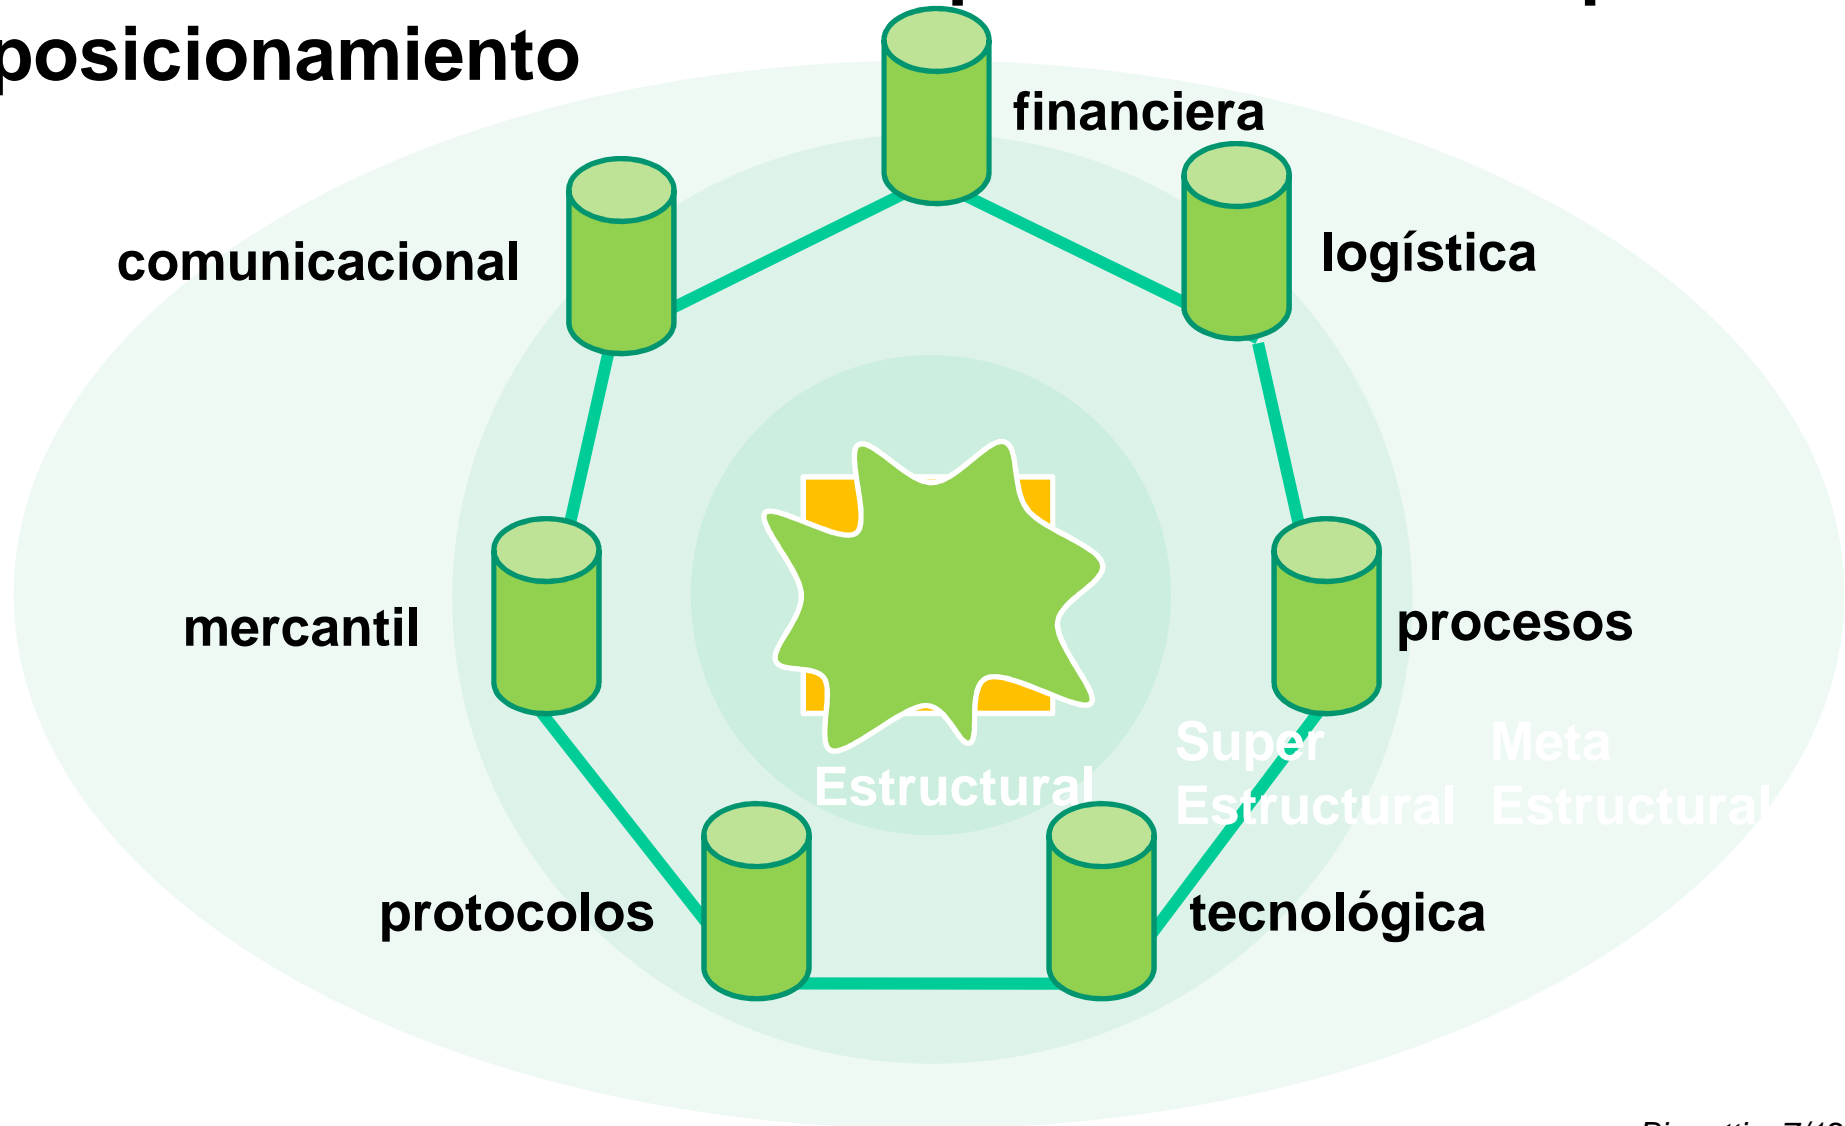 posicionamiento
financiera
comunicacional
logística
mercantil
procesos
Super
Estructural
Meta
Estructural
Estructural
protocolos
tecnológica